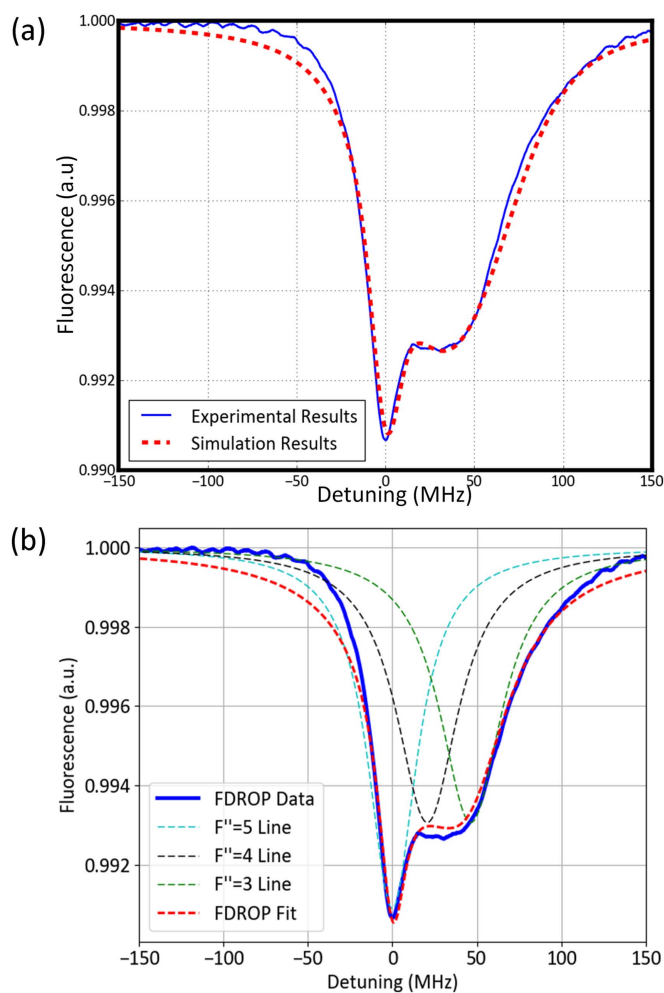 (a)
1.000
0.998
0.996
0.994
0.992
0.990
Fluorescence (a.u)
Experimental Results
Simulation Results
−150 −100 −50 0 50 100 150
Detuning (MHz)
(b)
1.000
0.998
0.996
0.994
0.992
Fluorescence (a.u.)
FDROP Data
F''=5 Line
F''=4 Line
F''=3 Line
FDROP Fit
−150 −100 −50 0 50 100 150
Detuning (MHz)